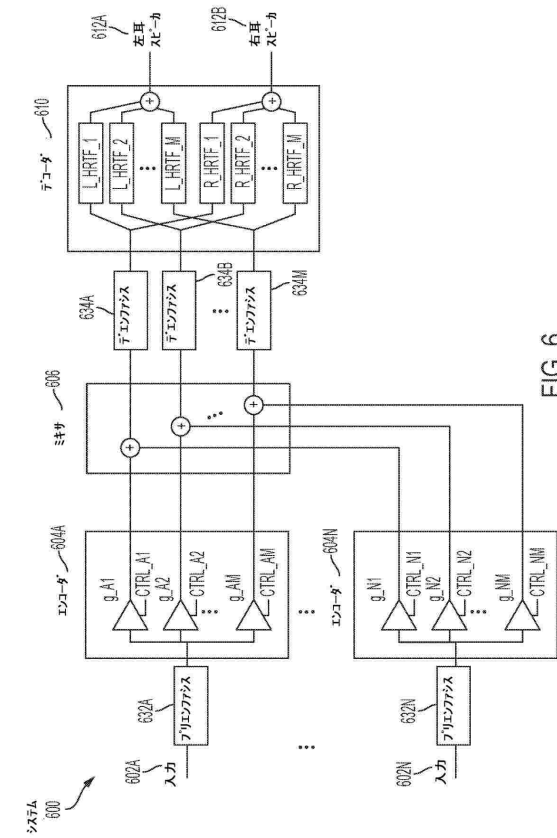 システム
600
602A
入力
632A
プリエンファシス
エンコーダ
604A
g_A1
CTRL_A1
g_A2
CTRL_A2
g_AM
CTRL_AM
602N
入力
632N
プリエンファシス
エンコーダ
604N
g_N1
CTRL_N1
g_N2
CTRL_N2
g_NM
CTRL_NM
ミキサ
606
634A
デエンファシス
634B
デエンファシス
634M
デエンファシス
デコーダ
610
L_HRTF_1
L_HRTF_2
L_HRTF_M
R_HRTF_1
R_HRTF_2
R_HRTF_M
612A
左耳
スピーカ
612B
右耳
スピーカ
FIG. 6